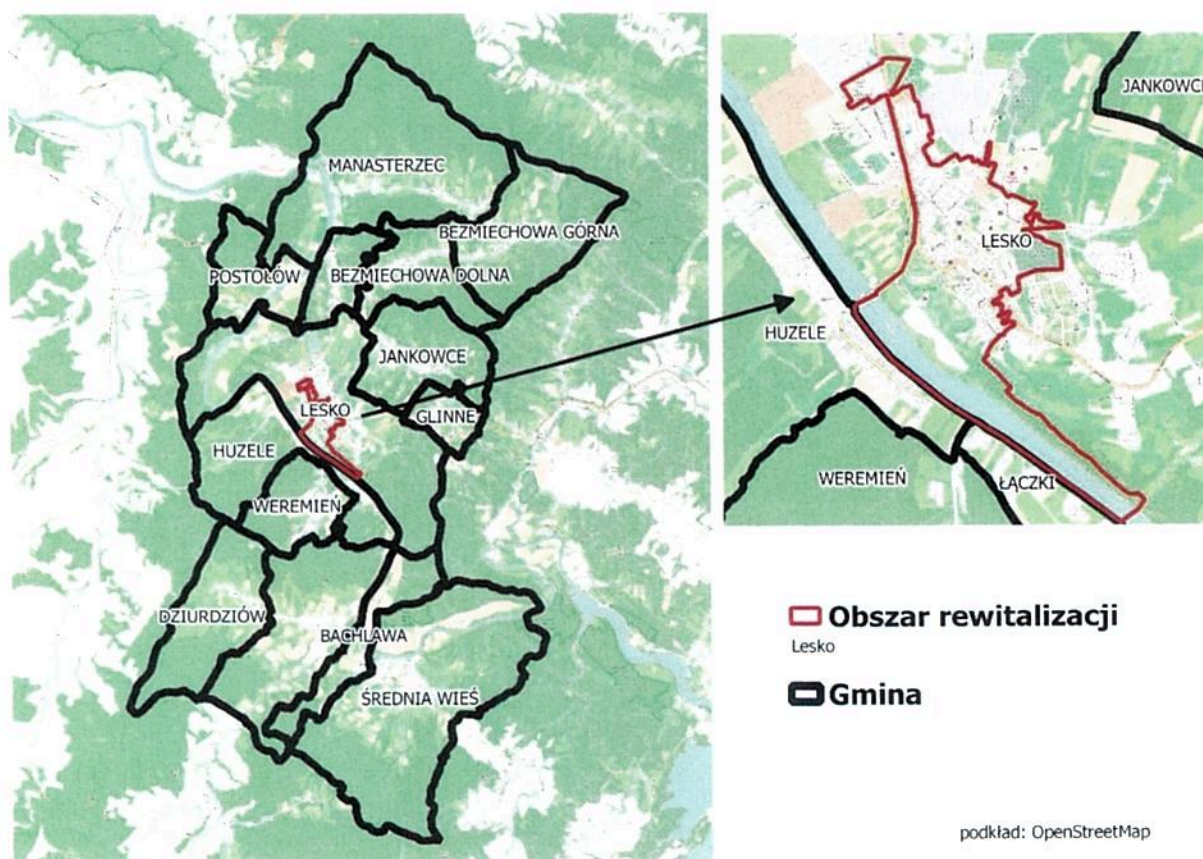 MANASTERZEC
BEZMIECHOWA GÓRNA
POSTOŁÓW
BEZMIECHOWA DOLNA
JANKOWCE
LESKO
GLINNE
HUZELE
WEREMIEŃ
DZIURDZIÓW
BACHLAWA
ŚREDNIA WIEŚ
JANKOWCE
LESKO
HUZELE
WEREMIEŃ
ŁĄCZKI
Obszar rewitalizacji
Lesko
Gmina
podkład: OpenStreetMap